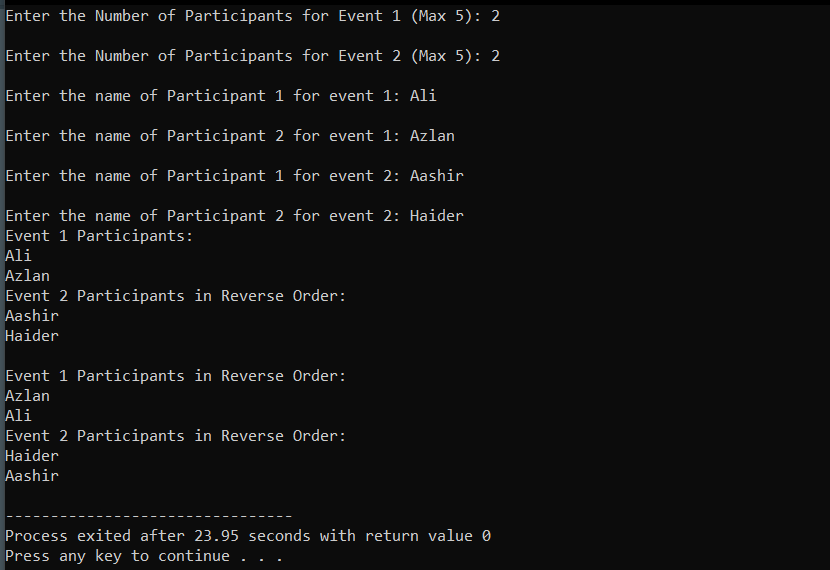 Enter the Number of Participants for Event 1 (Max 5): 2
Enter the Number of Participants for Event 2 (Max 5): 2
Enter the name of Participant 1 for event 1: Ali
Enter the name of Participant 2 for event 1: Azlan
Enter the name of Participant 1 for event 2: Aashir
Enter the name of Participant 2 for event 2: Haider
Event 1 Participants:
Ali
Azlan
Event 2 Participants in Reverse Order:
Aashir
Haider
Event 1 Participants in Reverse Order:
Azlan
Ali
Event 2 Participants in Reverse Order:
Haider
Aashir
--------------------------------
Process exited after 23.95 seconds with return value 0
Press any key to continue . . .